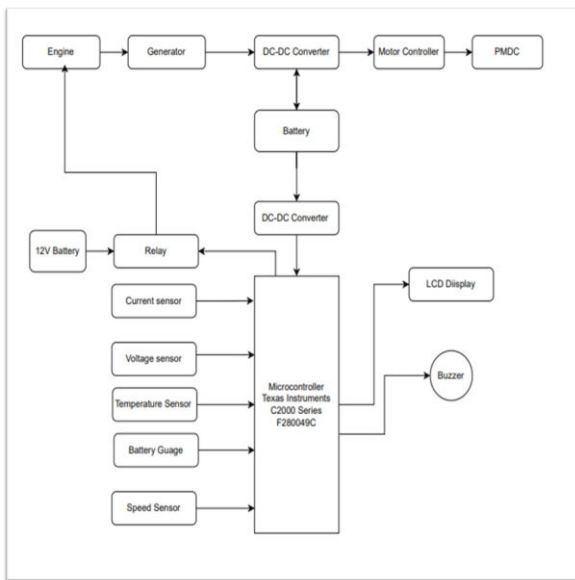 Engine
Generator
DC-DC Converter
Motor Controller
PMDC
Battery
DC-DC Converter
12V Battery
Relay
Current sensor
Voltage sensor
Temperature Sensor
Battery Guage
Speed Sensor
Microcontroller
Texas Instruments
C2000 Series
F280049C
LCD Diisplay
Buzzer